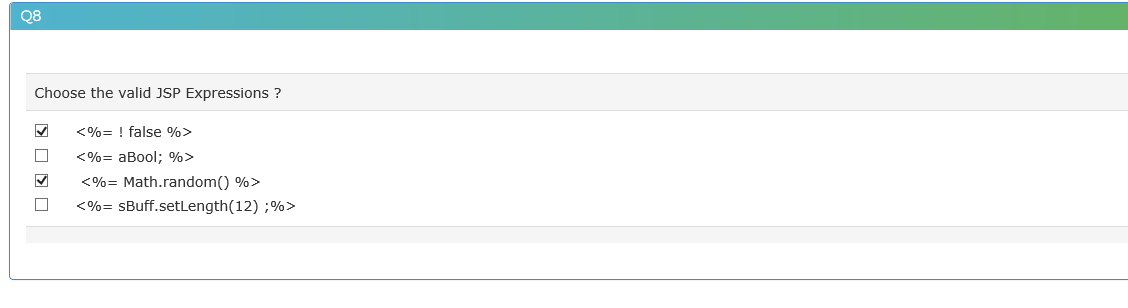 Q8
Choose the valid JSP Expressions ?
<%= ! false %>
<%= aBool; %>
<%= Math.random() %>
<%= sBuff.setLength(12) ;%>